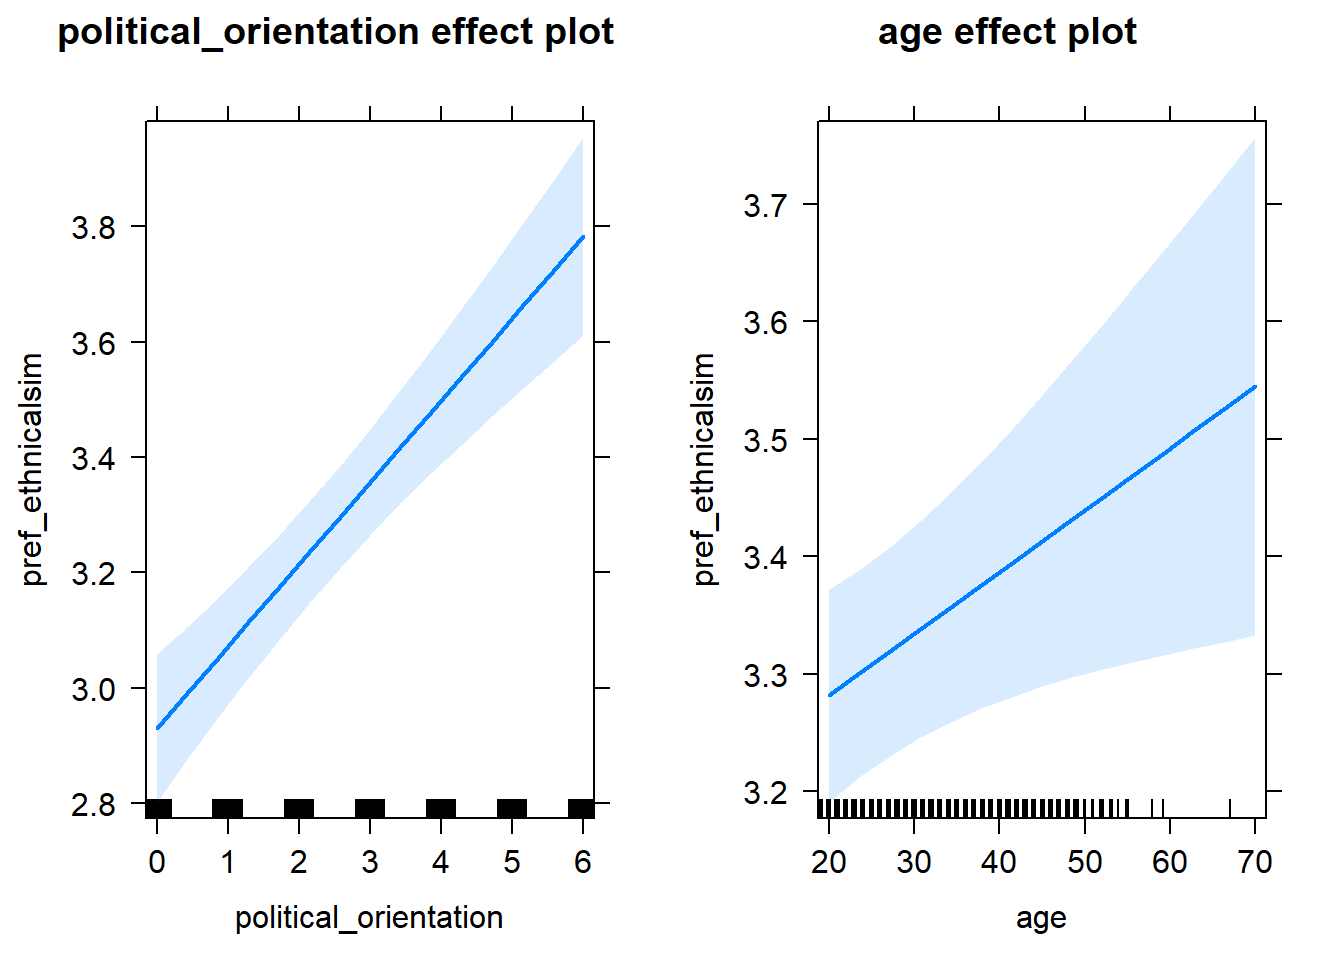 political_orientation effect plot
pref_ethnicalsim
3.8
3.6
3.4
3.2
3.0
2.8
0 1 2 3 4 5 6
political_orientation
age effect plot
pref_ethnicalsim
3.7
3.6
3.5
3.4
3.3
3.2
20 30 40 50 60 70
age